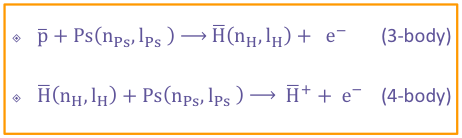 p̅ + Ps(n_Ps, l_Ps ) ⟶ H̅(n_H, l_H) + e⁻ (3-body)
H̅(n_H, l_H) + Ps(n_Ps, l_Ps) ⟶ H̅⁺ + e⁻ (4-body)